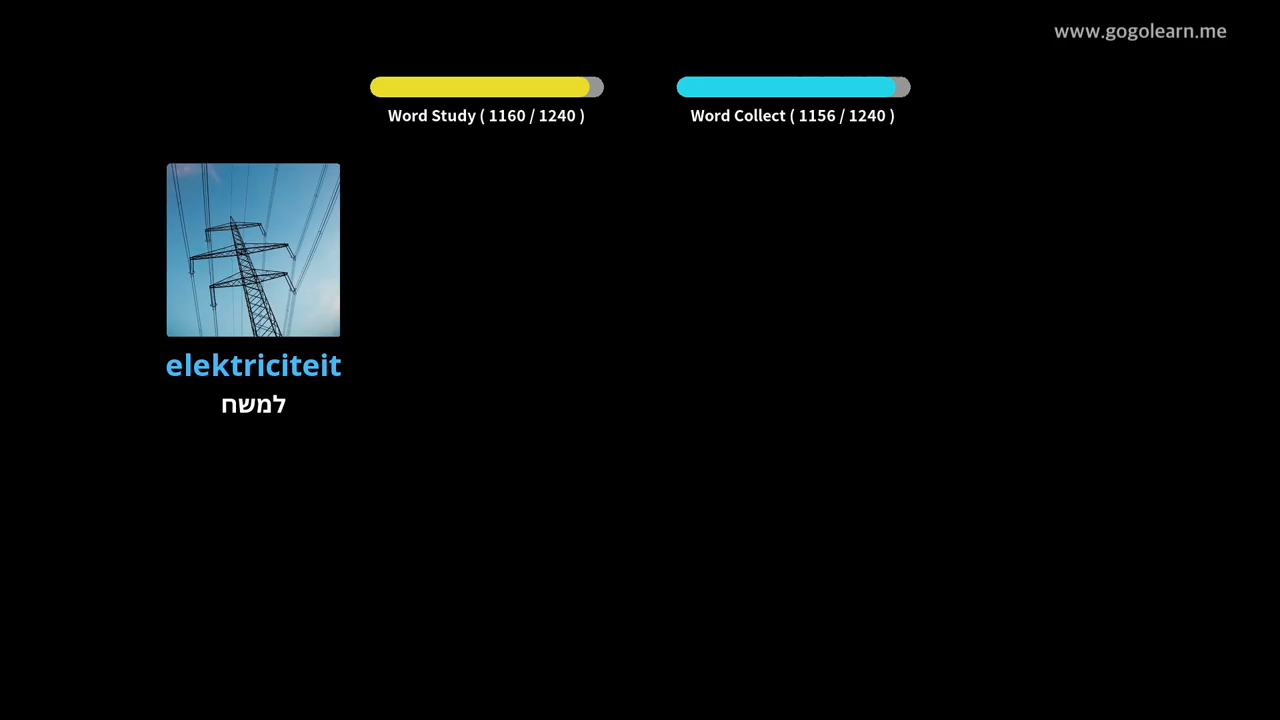 www.gogolearn.me
Word Study ( 1160 / 1240 )
Word Collect ( 1156 / 1240 )
elektriciteit
למשח